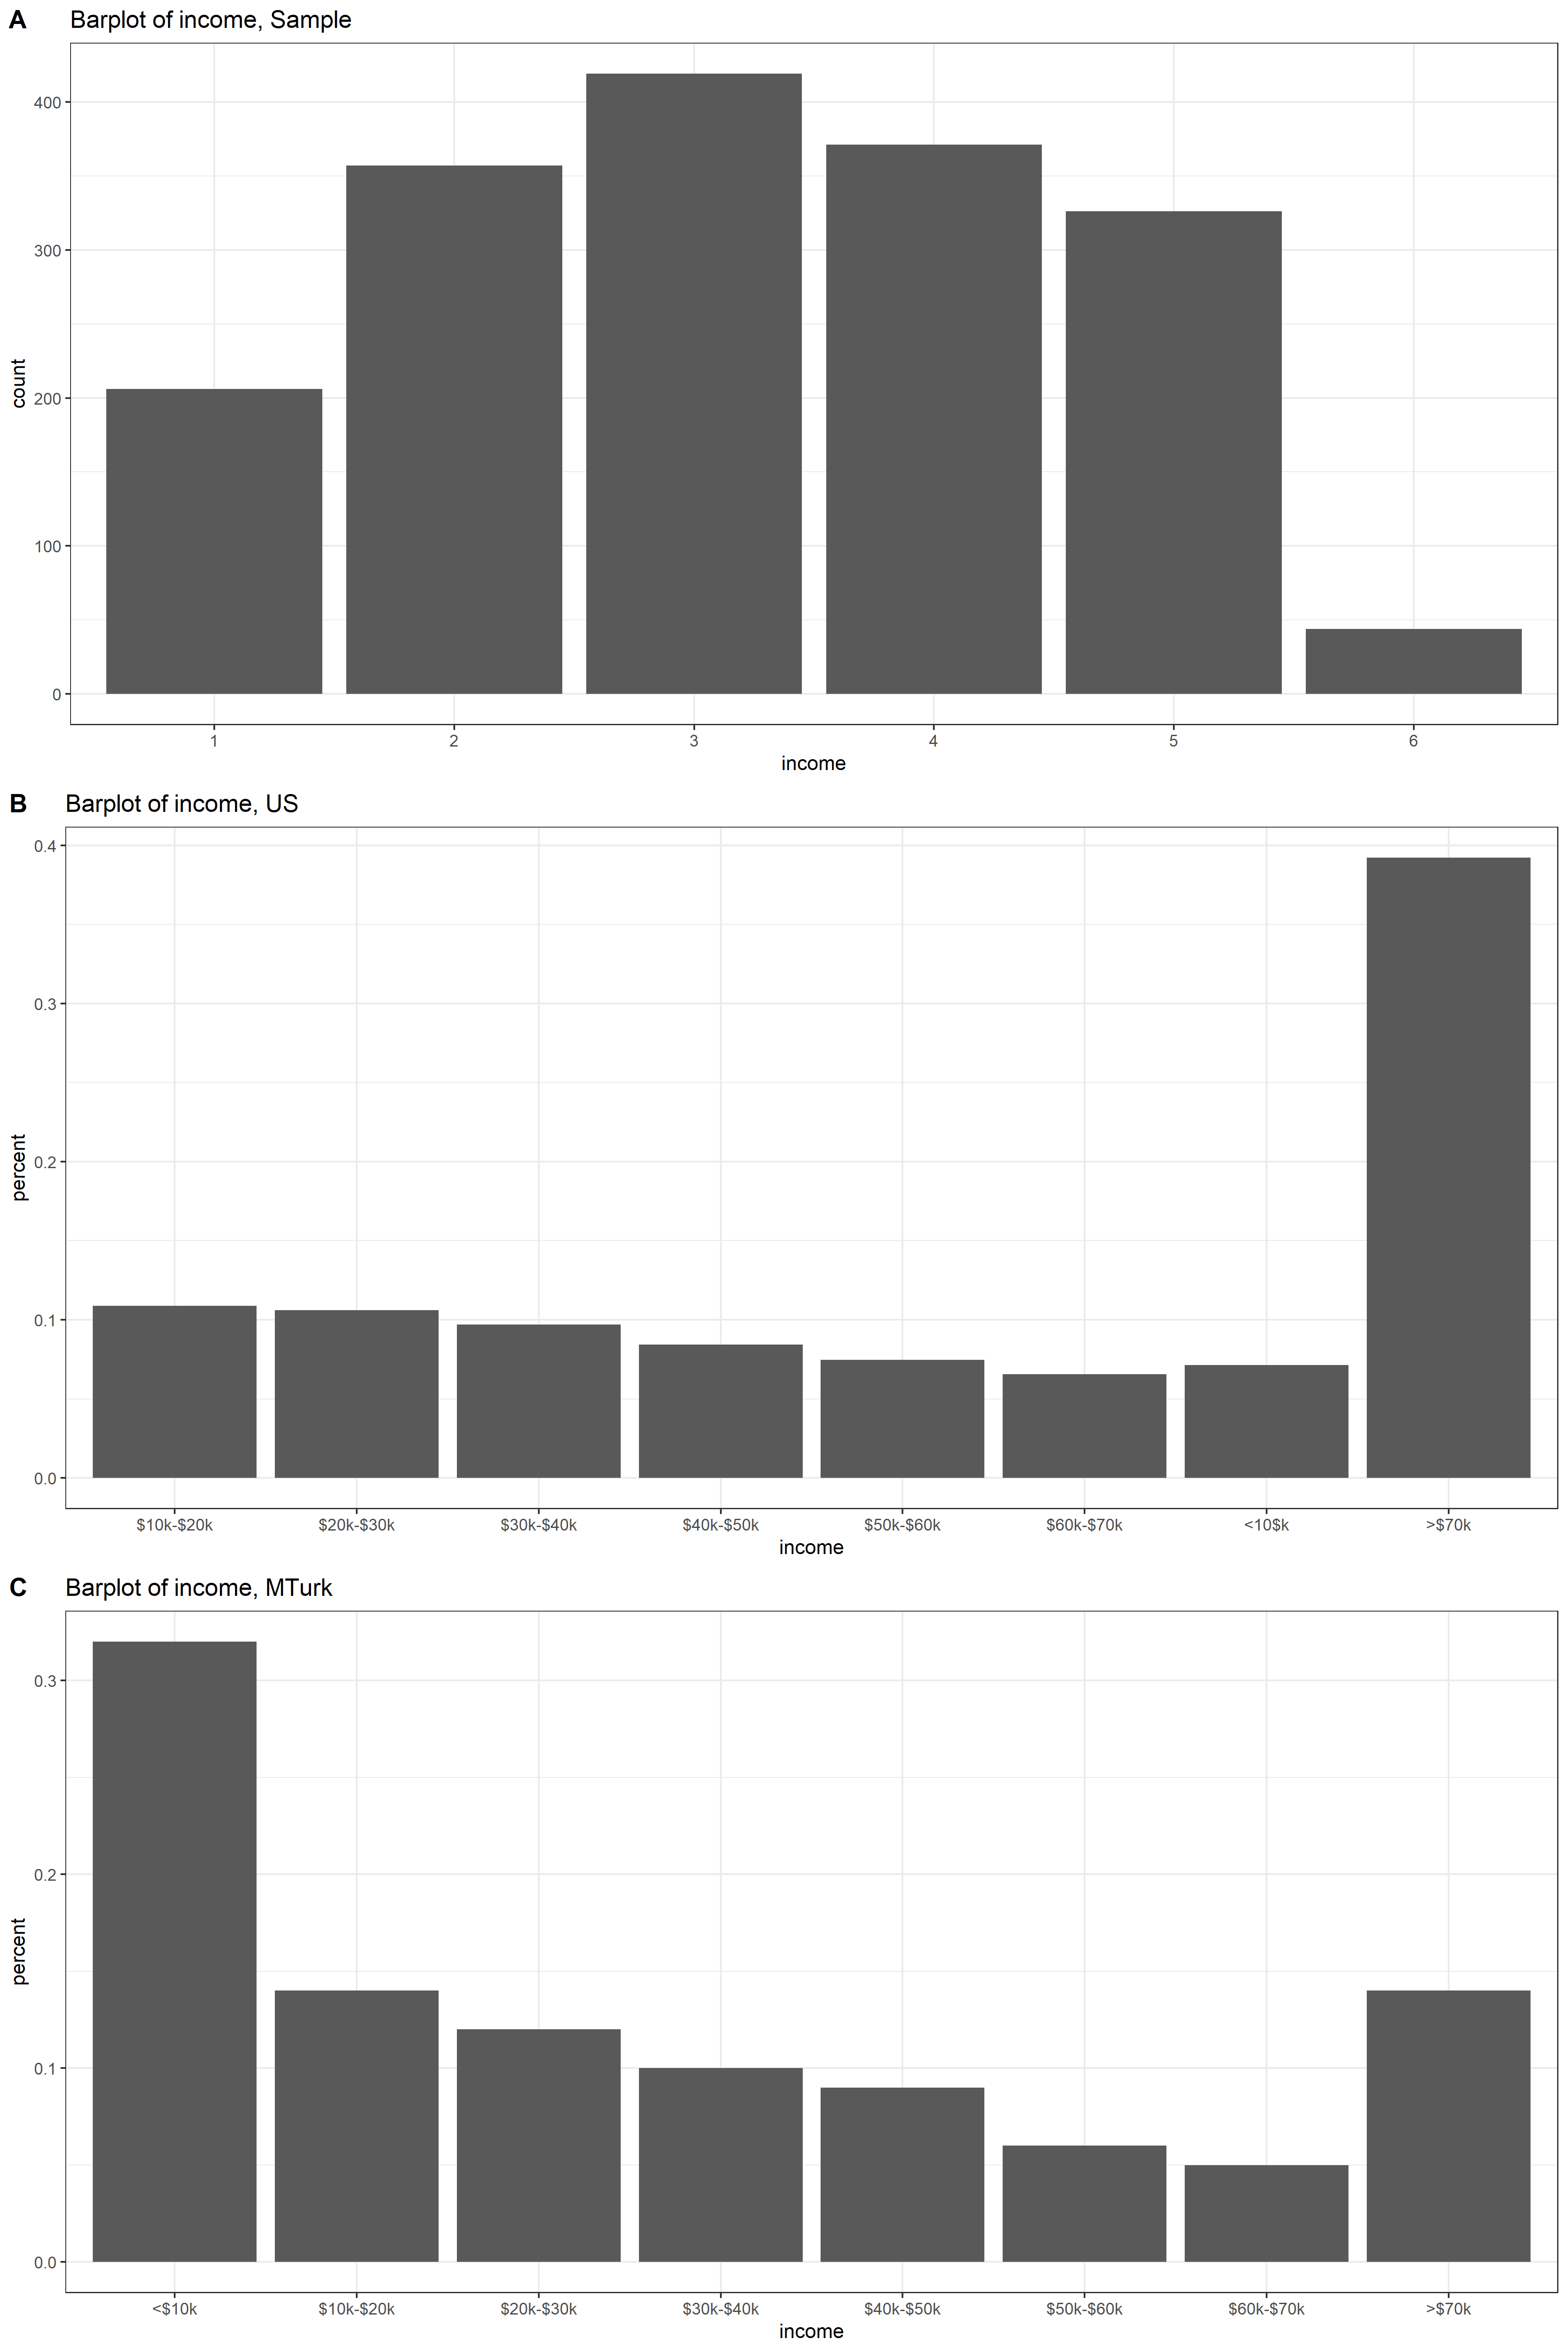 A Barplot of income, Sample
count
400
300
200
100
0
1 2 3 4 5 6
income
B Barplot of income, US
percent
0.4
0.3
0.2
0.1
0.0
$10k-$20k $20k-$30k $30k-$40k $40k-$50k $50k-$60k $60k-$70k <10$k >$70k
income
C Barplot of income, MTurk
percent
0.3
0.2
0.1
0.0
<$10k $10k-$20k $20k-$30k $30k-$40k $40k-$50k $50k-$60k $60k-$70k >$70k
income